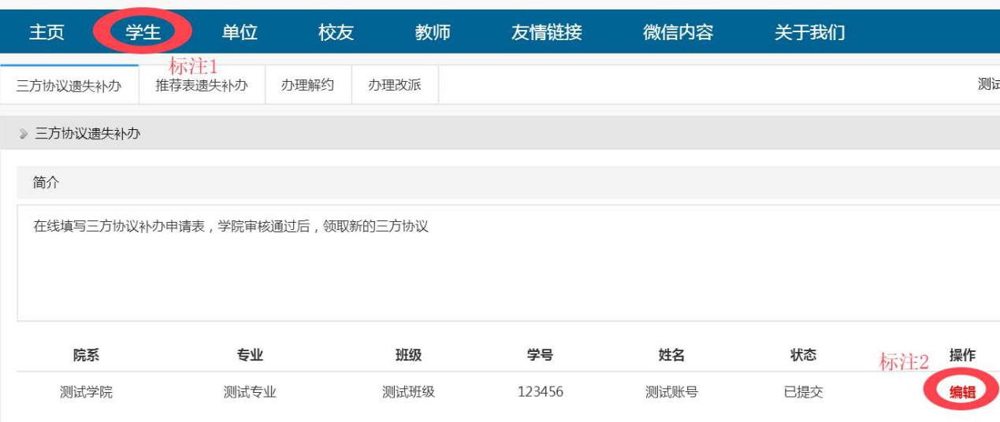 主页 学生 单位 校友 教师 友情链接 微信内容 关于我们
标注1
三方协议遗失补办 推荐表遗失补办 办理解约 办理改派 测试
三方协议遗失补办
简介
在线填写三方协议补办申请表，学院审核通过后，领取新的三方协议
院系 专业 班级 学号 姓名 状态 操作
标注2
测试学院 测试专业 测试班级 123456 测试账号 已提交 编辑